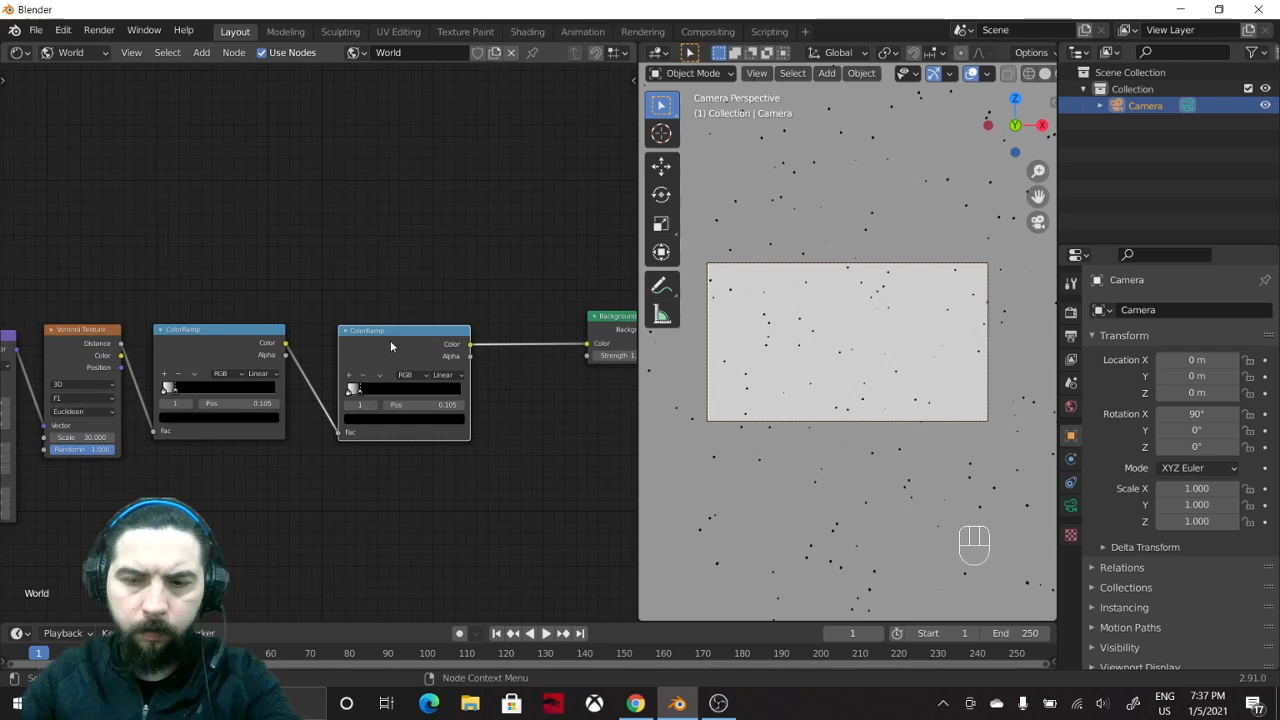 Blender
File Edit Render Window Help Layout Modeling Sculpting UV Editing Texture Paint Shading Animation Rendering Compositing Scripting + Scene View Layer
World View Select Add Node Use Nodes World Global Options
Object Mode View Select Add Object
Camera Perspective
(1) Collection | Camera
Z
Y
X
Scene Collection
Collection
Camera
Camera
Camera
Transform
Location X 0 m
Y 0 m
Z 0 m
Rotation X 90°
Y 0°
Z 0°
Mode XYZ Euler
Scale X 1.000
Y 1.000
Z 1.000
Delta Transform
Relations
Collections
Instancing
Motion Paths
Visibility
Viewport Display
Voronoi Texture
Distance
Color
Position
3D
F1
Euclidean
Vector
Scale 30.000
Randomn 1.000
ColorRamp
Color
Alpha
RGB Linear
1 Pos 0.105
Fac
ColorRamp
Color
Alpha
RGB Linear
1 Pos 0.105
Fac
Background
Backgr
Color
Strength 1.
World
Playback 1 Start 1 End 250
1 60 70 80 90 100 110 120 130 140 150 160 170 180 190 200 210 220 230 240 250
Node Context Menu
2.91.0
ENG
US
7:37 PM
1/5/2021
17